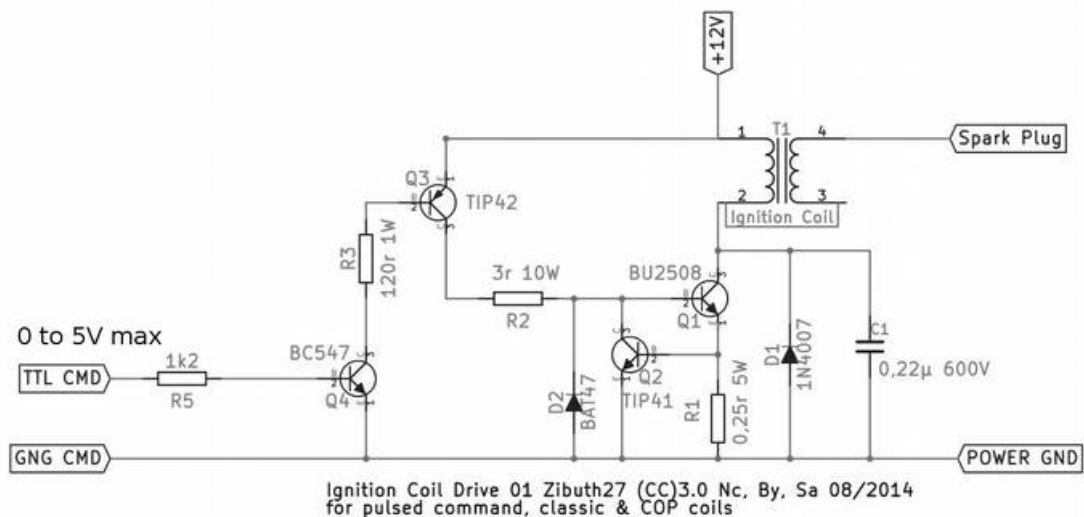 +12V
T1
1
4
Spark Plug
2
3
Ignition Coil
Q3
TIP42
R3
120r 1W
3r 10W
R2
BU2508
Q1
0 to 5V max
1k2
R5
TTL CMD
BC547
Q4
D2
BAT47
Q2
TIP41
R1
0,25r 5W
D1
1N4007
C1
0,22µ 600V
GNG CMD
POWER GND
Ignition Coil Drive 01 Zibuth27 (CC)3.0 Nc, By, Sa 08/2014
for pulsed command, classic & COP coils